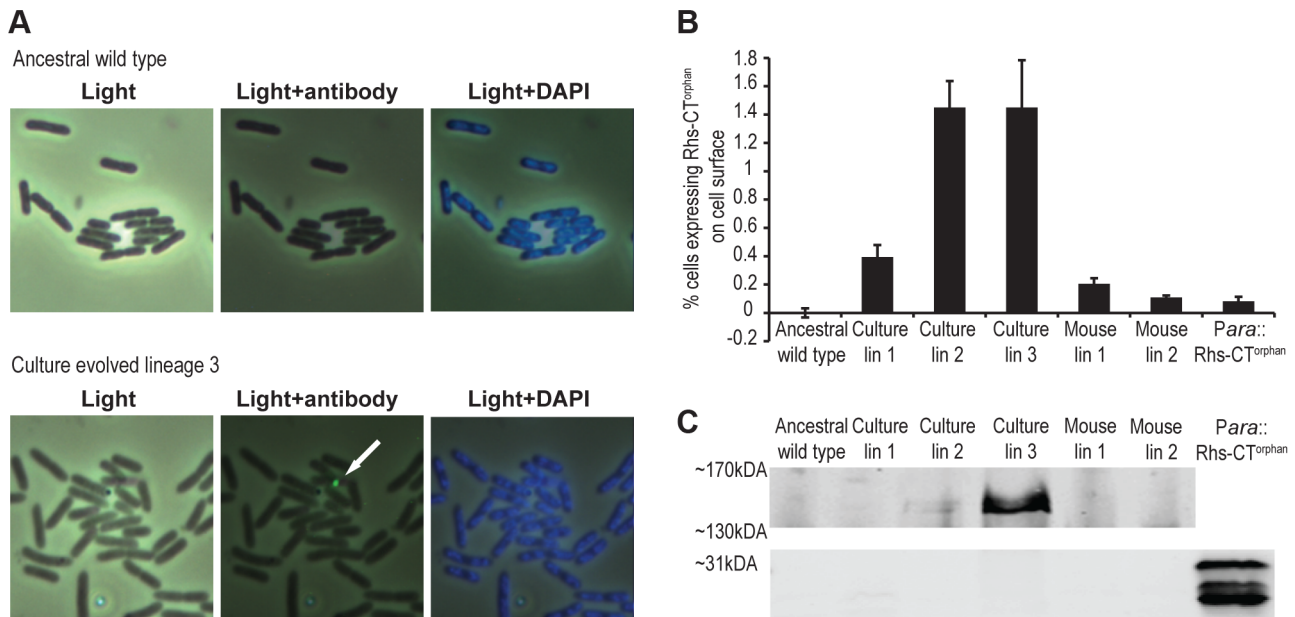 A
Ancestral wild type
Light
Light+antibody
Light+DAPI
Culture evolved lineage 3
Light
Light+antibody
Light+DAPI
B
% cells expressing Rhs-CTorphan
on cell surface
1.8
1.6
1.4
1.2
1
0.8
0.6
0.4
0.2
0
-0.2
Ancestral
wild type
Culture
lin 1
Culture
lin 2
Culture
lin 3
Mouse
lin 1
Mouse
lin 2
Para::
Rhs-CTorphan
C
Ancestral
wild type
Culture
lin 1
Culture
lin 2
Culture
lin 3
Mouse
lin 1
Mouse
lin 2
Para::
Rhs-CTorphan
~170kDA
~130kDA
~31kDA